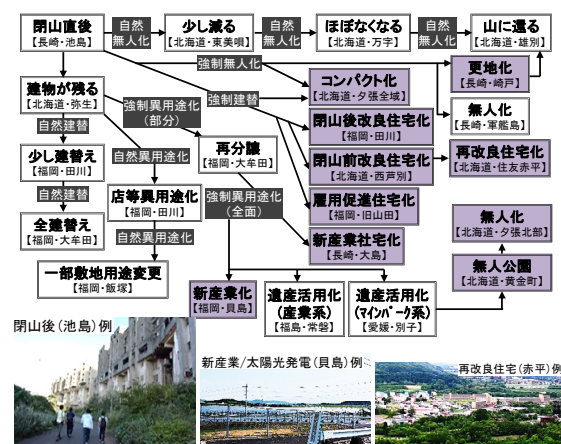 閉山直後
【長崎・池島】
自然
無人化
少し減る
【北海道・東美唄】
自然
無人化
ほぼなくなる
【北海道・万字】
自然
無人化
山に還る
【北海道・雄別】
強制無人化
更地化
【長崎・崎戸】
コンパクト化
【北海道・夕張全域】
強制建替
建物が残る
【北海道・弥生】
無人化
【長崎・軍艦島】
強制異用途化
(部分)
閉山後改良住宅化
【福岡・田川】
自然建替
少し建替え
【福岡・田川】
自然異用途化
再分譲
【福岡・大牟田】
閉山前改良住宅化
【北海道・西芦別】
再改良住宅化
【北海道・住友赤平】
自然建替
店等異用途化
【福岡・田川】
強制異用途化
(全面)
雇用促進住宅化
【福岡・旧山田】
全建替え
【福岡・大牟田】
無人化
【北海道・夕張北部】
自然異用途化
新産業社宅化
【長崎・大島】
一部敷地用途変更
【福岡・飯塚】
無人公園
【北海道・黄金町】
新産業化
【福岡・貝島】
遺産活用化
(産業系)
【福島・常磐】
遺産活用化
(マインパーク系)
【愛媛・別子】
閉山後(池島)例
新産業/太陽光発電(貝島)例
再改良住宅(赤平)例